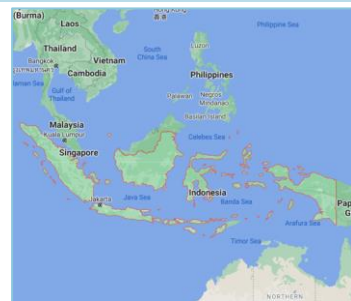 Hong Kong
(Burma)
Laos
Philippine Sea
Luzon
Thailand
Vietnam
South
China Sea
Bangkok
Cambodia
Philippines
Gulf of
Thailand
Palawan
Negros
Mindanao
Basilan Island
Malaysia
Kuala Lumpur
Celebes Sea
Singapore
Indonesia
Banda Sea
Java Sea
Jakarta
Arafura Sea
Timor Sea
NORTHERN